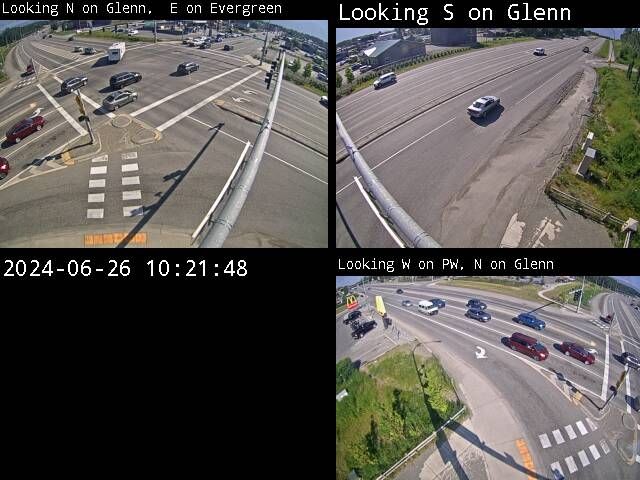 Looking N on Glenn,  E on Evergreen
Looking S on Glenn
2024-06-26 10:21:48
Looking W on PW, N on Glenn